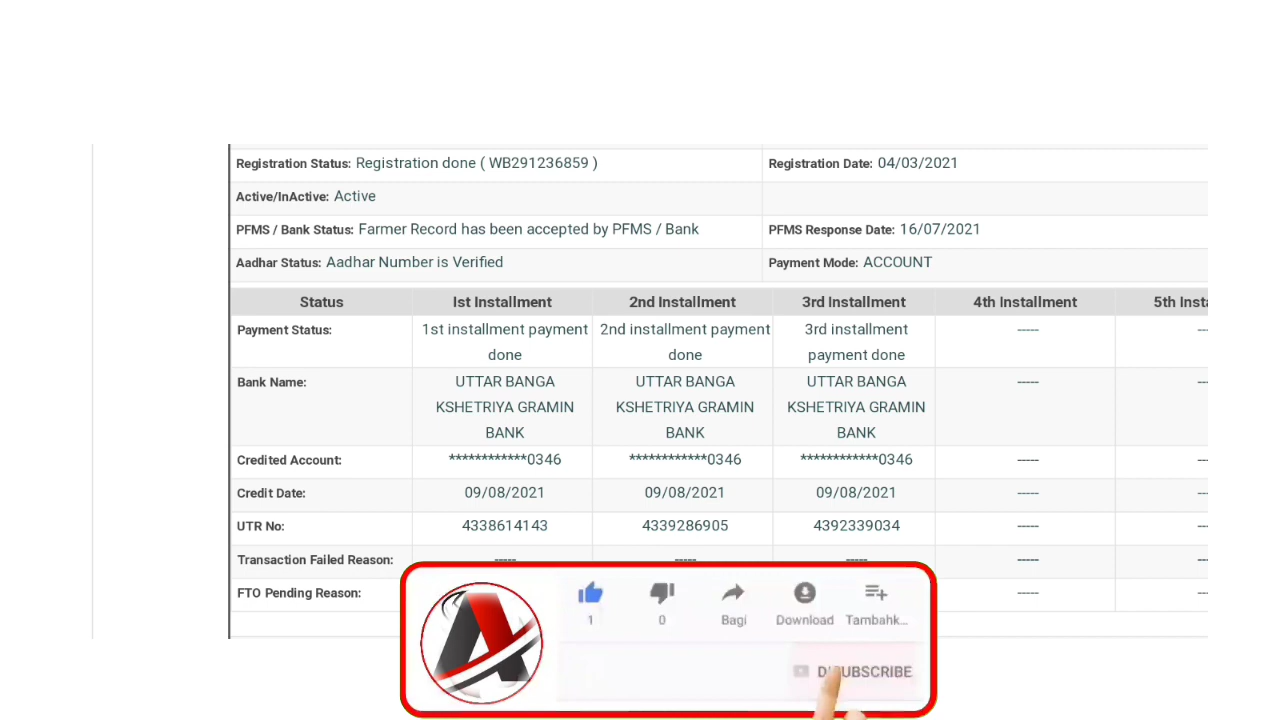 Registration Status: Registration done ( WB291236859 ) Registration Date: 04/03/2021
Active/InActive: Active
PFMS / Bank Status: Farmer Record has been accepted by PFMS / Bank PFMS Response Date: 16/07/2021
Aadhar Status: Aadhar Number is Verified Payment Mode: ACCOUNT
Status Ist Installment 2nd Installment 3rd Installment 4th Installment 5th
Payment Status: 1st installment payment 2nd installment payment 3rd installment ----- ---
done done payment done
Bank Name: UTTAR BANGA UTTAR BANGA UTTAR BANGA ----- ---
KSHETRIYA GRAMIN KSHETRIYA GRAMIN KSHETRIYA GRAMIN
BANK BANK BANK
Credited Account: ************0346 ************0346 ************0346 ----- ---
Credit Date: 09/08/2021 09/08/2021 09/08/2021 ----- ---
UTR No: 4338614143 4339286905 4392339034 ----- ---
Transaction Failed Reason: ----- ----- ----- ----- ---
FTO Pending Reason: ----- ---
1 0 Bagi Download Tambahk...